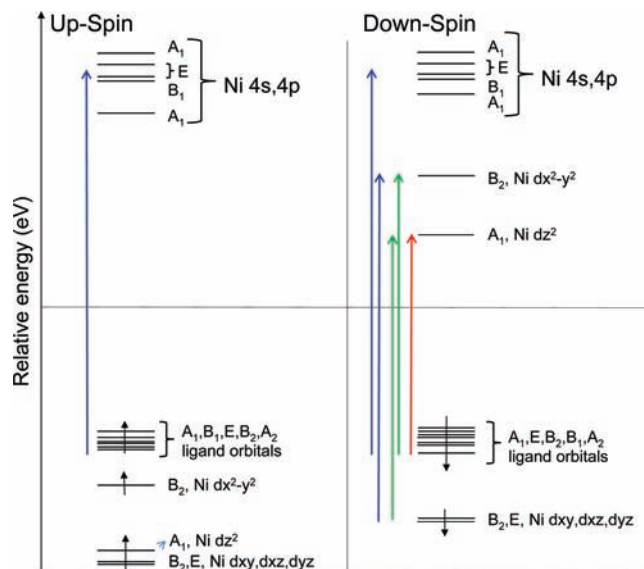 Up-Spin
A₁
E
B₁
A₁
Ni 4s,4p
A₁,B₁,E,B₂,A₂
ligand orbitals
B₂, Ni dx²-y²
A₁, Ni dz²
B₂,E, Ni dxy,dxz,dyz
Down-Spin
A₁
E
B₁
A₁
Ni 4s,4p
B₂, Ni dx²-y²
A₁, Ni dz²
A₁,E,B₂,B₁,A₂
ligand orbitals
B₂,E, Ni dxy,dxz,dyz
Relative energy (eV)